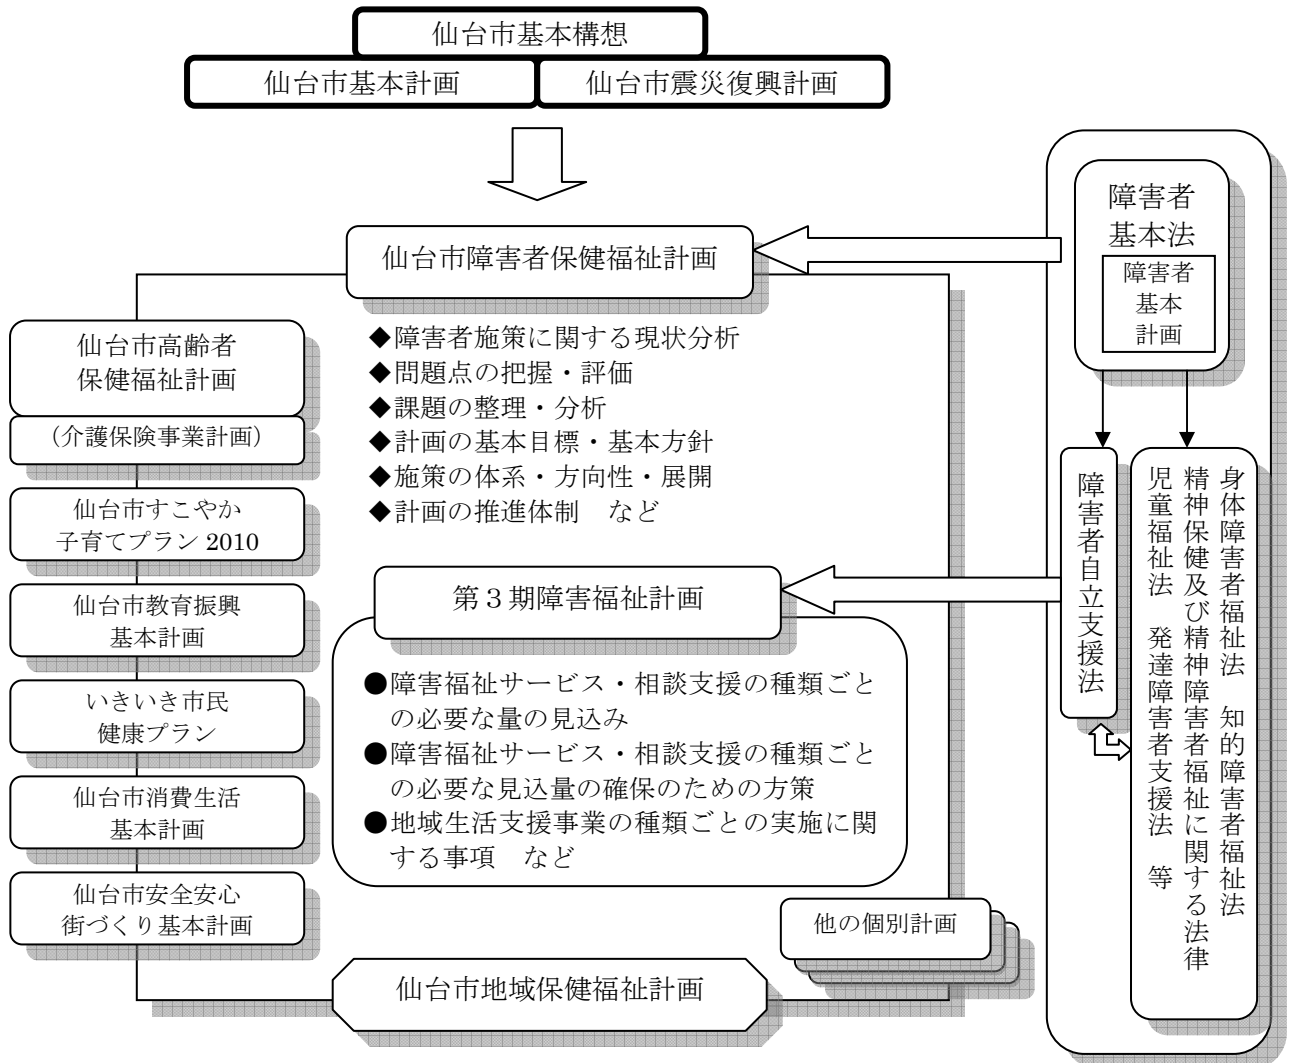 仙台市基本構想
仙台市基本計画
仙台市震災復興計画
仙台市障害者保健福祉計画
◆障害者施策に関する現状分析
◆問題点の把握・評価
◆課題の整理・分析
◆計画の基本目標・基本方針
◆施策の体系・方向性・展開
◆計画の推進体制　など
第３期障害福祉計画
●障害福祉サービス・相談支援の種類ごと
の必要な量の見込み
●障害福祉サービス・相談支援の種類ごと
の必要な見込量の確保のための方策
●地域生活支援事業の種類ごとの実施に関
する事項　など
仙台市高齢者
保健福祉計画
（介護保険事業計画）
仙台市すこやか
子育てプラン 2010
仙台市教育振興
基本計画
いきいき市民
健康プラン
仙台市消費生活
基本計画
仙台市安全安心
街づくり基本計画
他の個別計画
仙台市地域保健福祉計画
障害者
基本法
障害者
基本
計画
障害者自立支援法
身体障害者福祉法　知的障害者福祉法
精神保健及び精神障害者福祉に関する法律
児童福祉法　発達障害者支援法　等